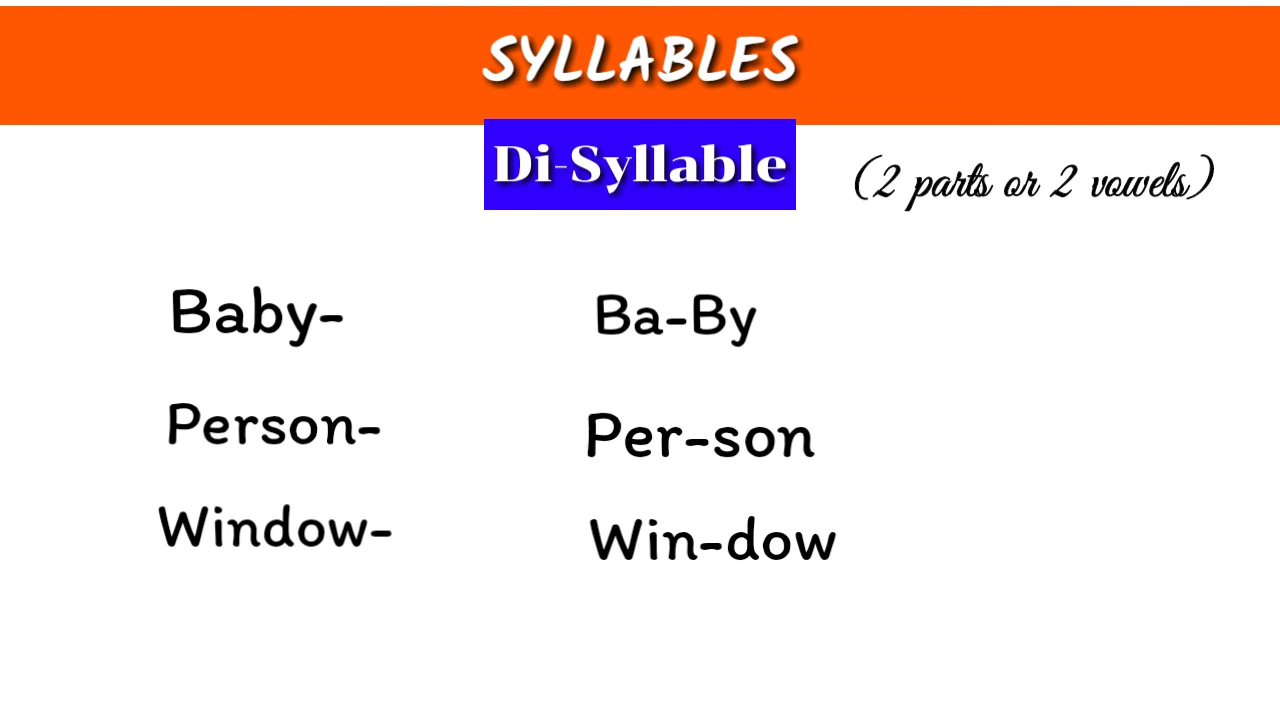 SYLLABLES
Di-Syllable
(2 parts or 2 vowels)
Baby- Ba-By
Person- Per-son
Window- Win-dow